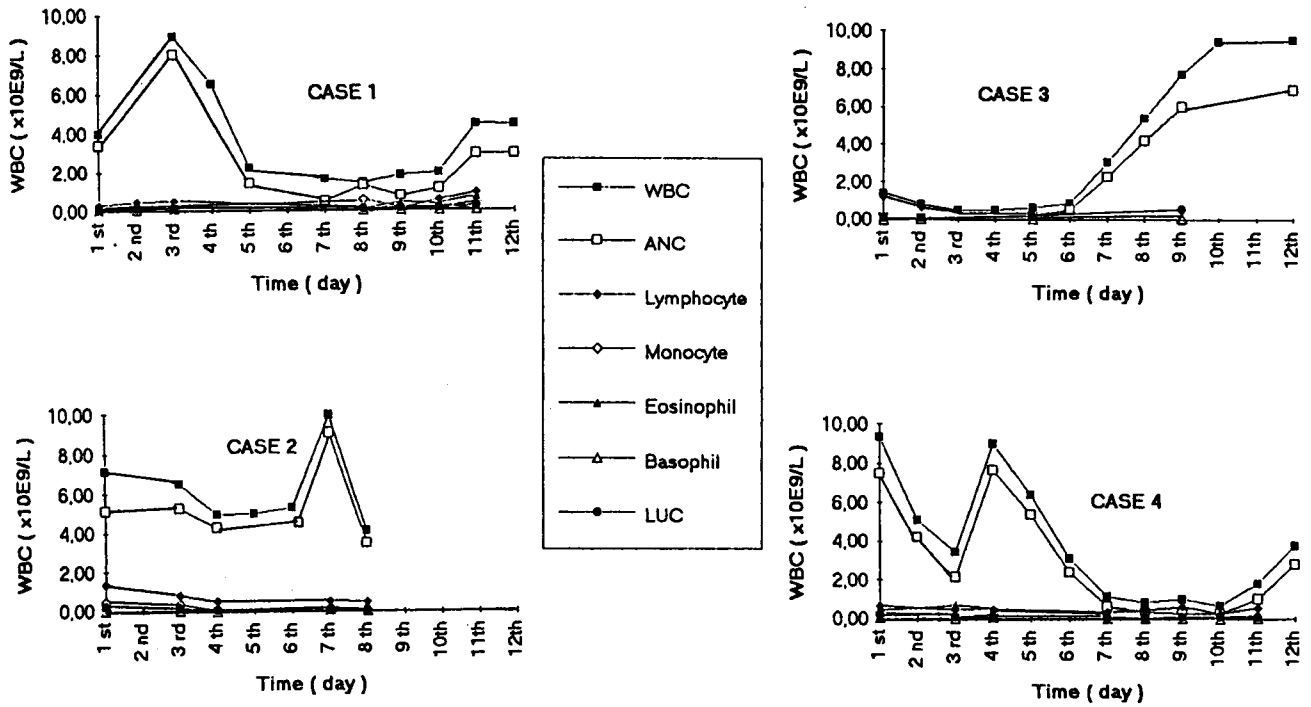 CASE 1
WBC ( x10E9/L )
10,00
8,00
6,00
4,00
2,00
0,00
1 st
2 nd
3 rd
4 th
5 th
6 th
7 th
8 th
9 th
10th
11th
12th
Time ( day )
CASE 3
WBC ( x10E9/L )
10,00
8,00
6,00
4,00
2,00
0,00
1 st
2 nd
3 rd
4 th
5 th
6 th
7 th
8 th
9 th
10th
11th
12th
Time ( day )
WBC
ANC
Lymphocyte
Monocyte
Eosinophil
Basophil
LUC
CASE 2
WBC ( x10E9/L )
10,00
8,00
6,00
4,00
2,00
0,00
1 st
2 nd
3 rd
4 th
5 th
6 th
7 th
8 th
9 th
10th
11th
12th
Time ( day )
CASE 4
WBC ( x10E9/L )
10,00
8,00
6,00
4,00
2,00
0,00
1 st
2 nd
3 rd
4 th
5 th
6 th
7 th
8 th
9 th
10th
11th
12th
Time ( day )